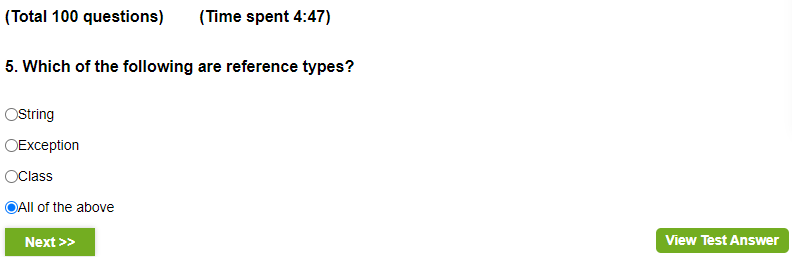 (Total 100 questions) (Time spent 4:47)
5. Which of the following are reference types?
String
Exception
Class
All of the above
Next >> View Test Answer